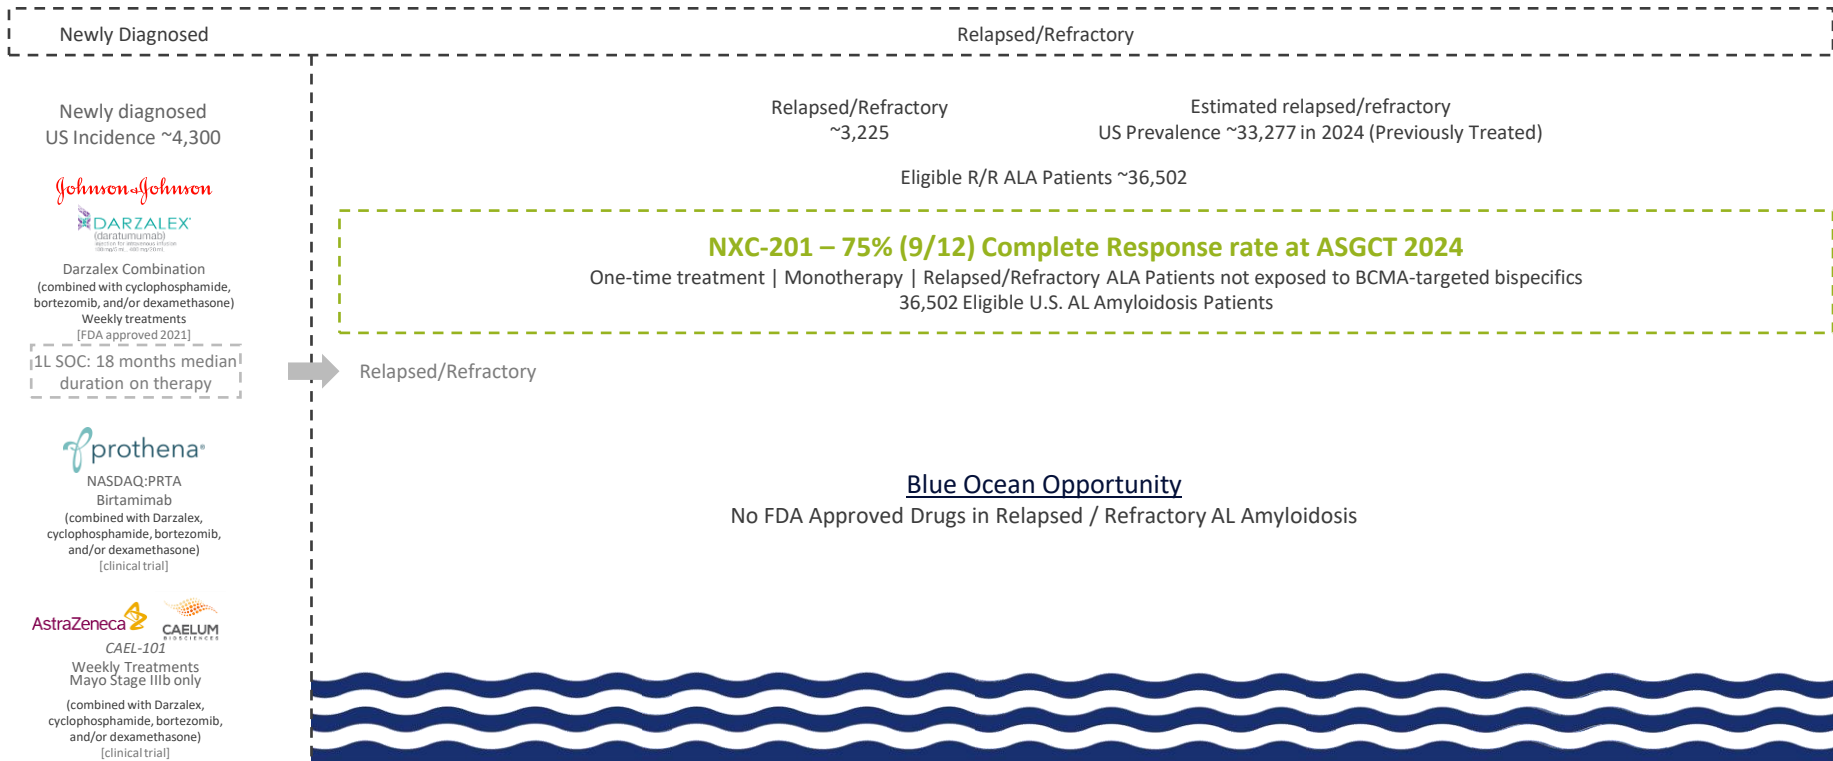 Newly Diagnosed
Relapsed/Refractory
Newly diagnosed
US Incidence ~4,300
Johnson & Johnson
DARZALEX®
(daratumumab)
injection for intravenous infusion
Darzalex Combination
(combined with cyclophosphamide,
bortezomib, and/or dexamethasone)
Weekly treatments
[FDA approved 2021]
1L SOC: 18 months median
duration on therapy
prothena®
NASDAQ:PRTA
Birtamimab
(combined with Darzalex,
cyclophosphamide, bortezomib,
and/or dexamethasone)
[clinical trial]
AstraZeneca
CAELUM
BIOSCIENCES
CAEL-101
Weekly Treatments
Mayo Stage IIIb only
(combined with Darzalex,
cyclophosphamide, bortezomib,
and/or dexamethasone)
[clinical trial]
Relapsed/Refractory
~3,225
Estimated relapsed/refractory
US Prevalence ~33,277 in 2024 (Previously Treated)
Eligible R/R ALA Patients ~36,502
NXC-201 – 75% (9/12) Complete Response rate at ASGCT 2024
One-time treatment | Monotherapy | Relapsed/Refractory ALA Patients not exposed to BCMA-targeted bispecifics
36,502 Eligible U.S. AL Amyloidosis Patients
Relapsed/Refractory
Blue Ocean Opportunity
No FDA Approved Drugs in Relapsed / Refractory AL Amyloidosis